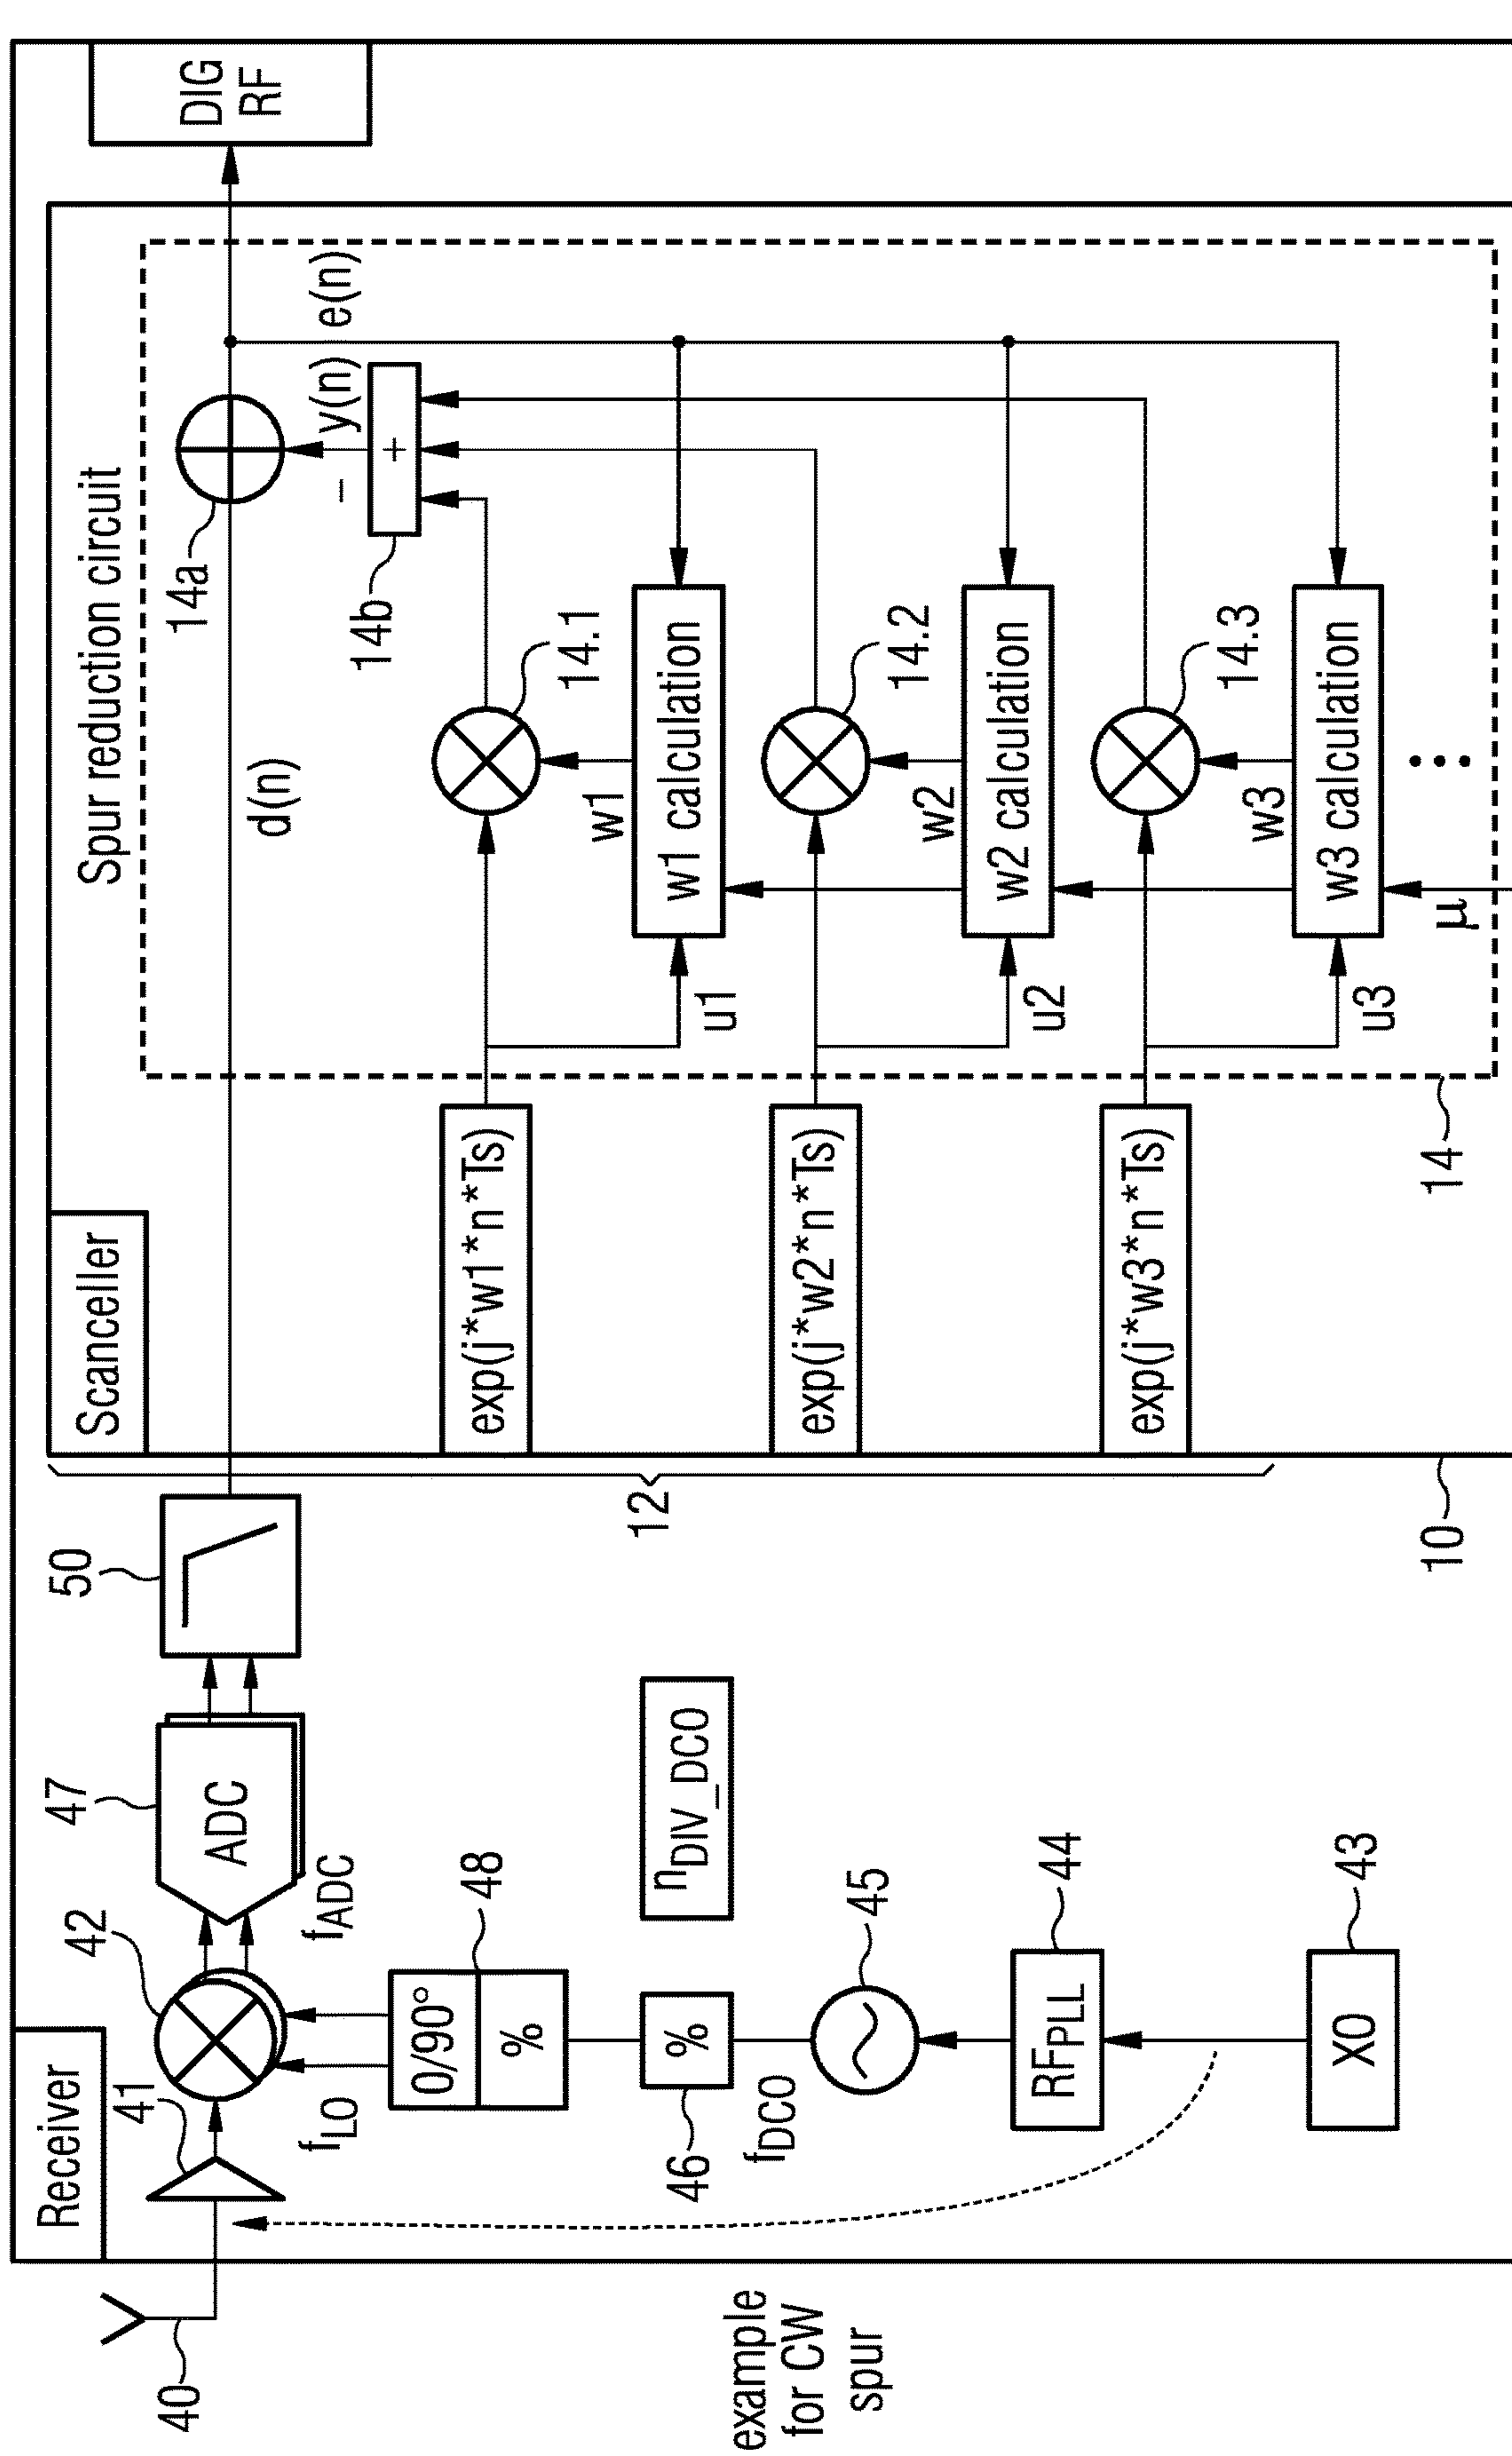 Receiver
40
41
42
47
ADC
f_ADC
50
f_LO
0/90°
%
48
%
46
n_DIV_DCO
f_DCO
45
RF_PLL
44
XO
43
example
for CW
spur
Scanceller
12
10
exp(j*w1*n*Ts)
exp(j*w2*n*Ts)
exp(j*w3*n*Ts)
Spur reduction circuit
14a
d(n)
14b
+
−
y(n)
e(n)
14.1
w1
w1 calculation
u1
14.2
w2
w2 calculation
u2
14.3
w3
w3 calculation
u3
μ
14
DIG
RF